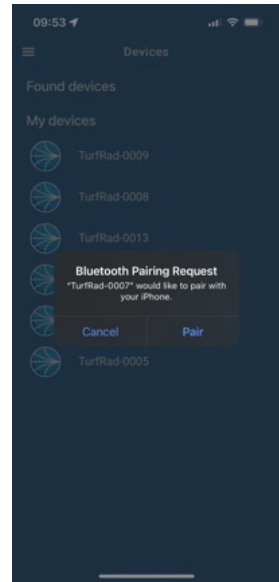 09:53
Devices
Found devices
My devices
TurfRad-0009
TurfRad-0008
TurfRad-0013
Bluetooth Pairing Request
"TurfRad-0007" would like to pair with
your iPhone.
Cancel
Pair
TurfRad-0005